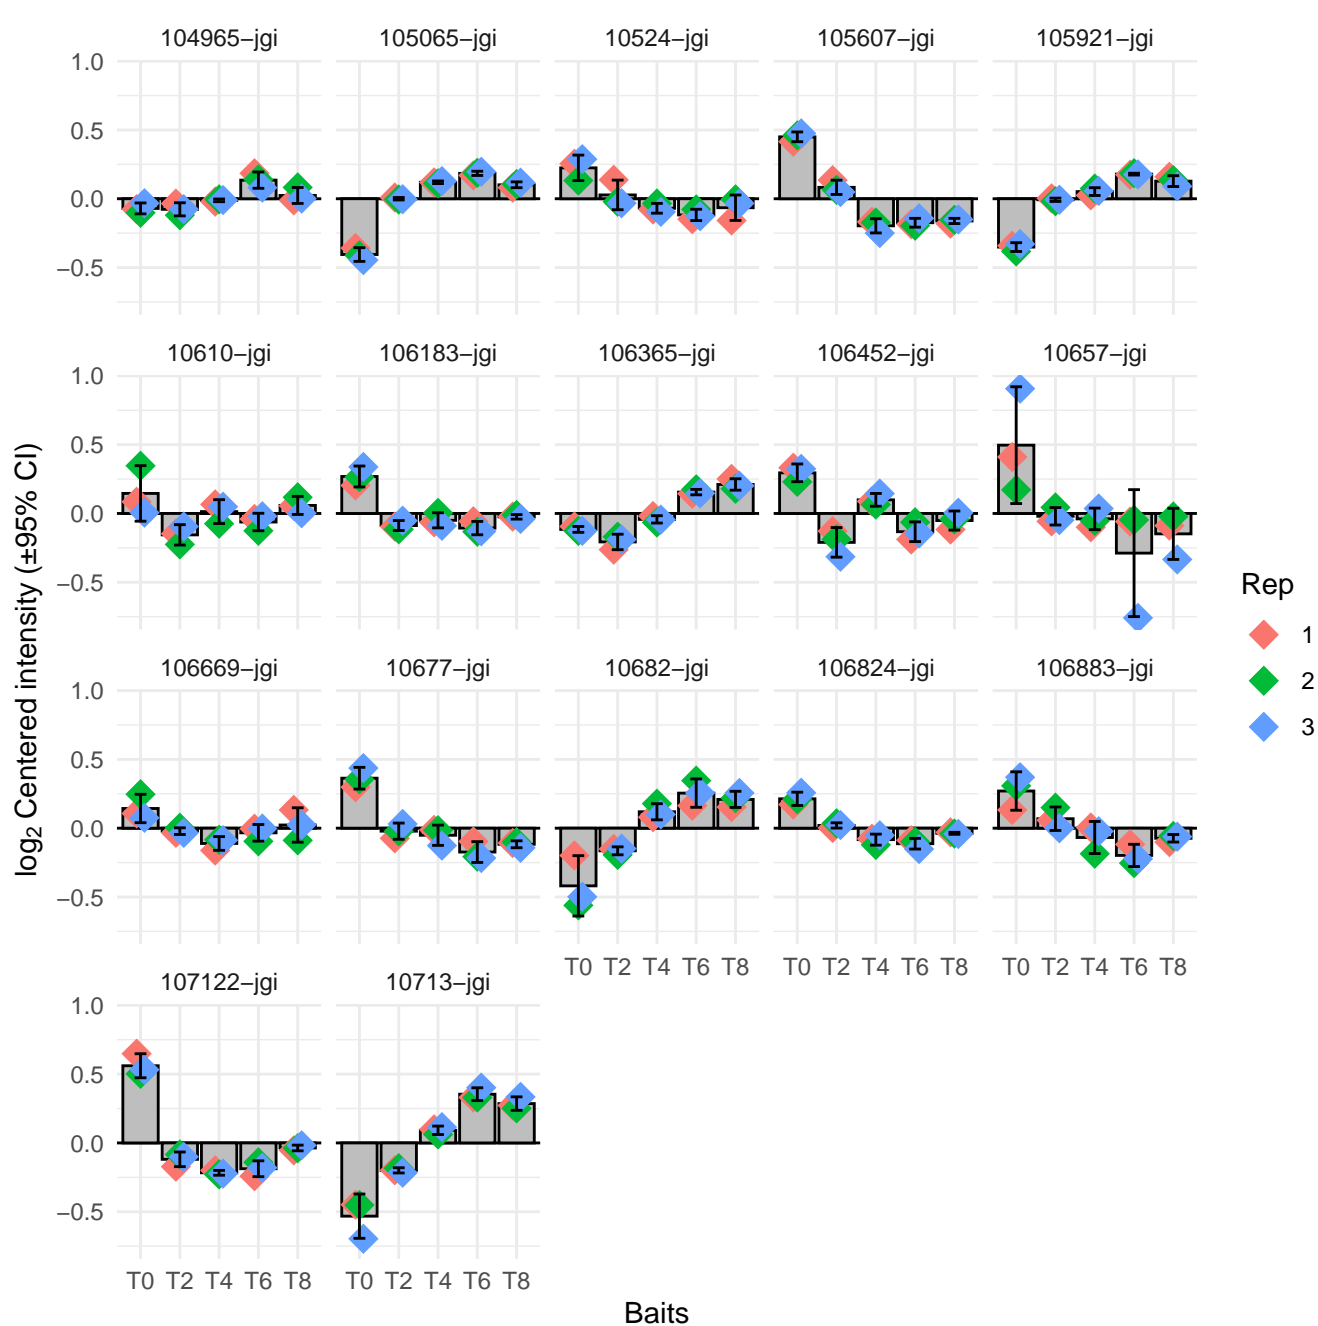 104965–jgi 105065–jgi 10524–jgi 105607–jgi 105921–jgi
1.0
0.5
0.0
−0.5
10610–jgi 106183–jgi 106365–jgi 106452–jgi 10657–jgi
1.0
0.5
0.0
−0.5
log2 Centered intensity (±95% CI)
106669–jgi 10677–jgi 10682–jgi 106824–jgi 106883–jgi
1.0
0.5
0.0
−0.5
T0 T2 T4 T6 T8 T0 T2 T4 T6 T8 T0 T2 T4 T6 T8
107122–jgi 10713–jgi
1.0
0.5
0.0
−0.5
T0 T2 T4 T6 T8 T0 T2 T4 T6 T8
Baits
Rep
1
2
3